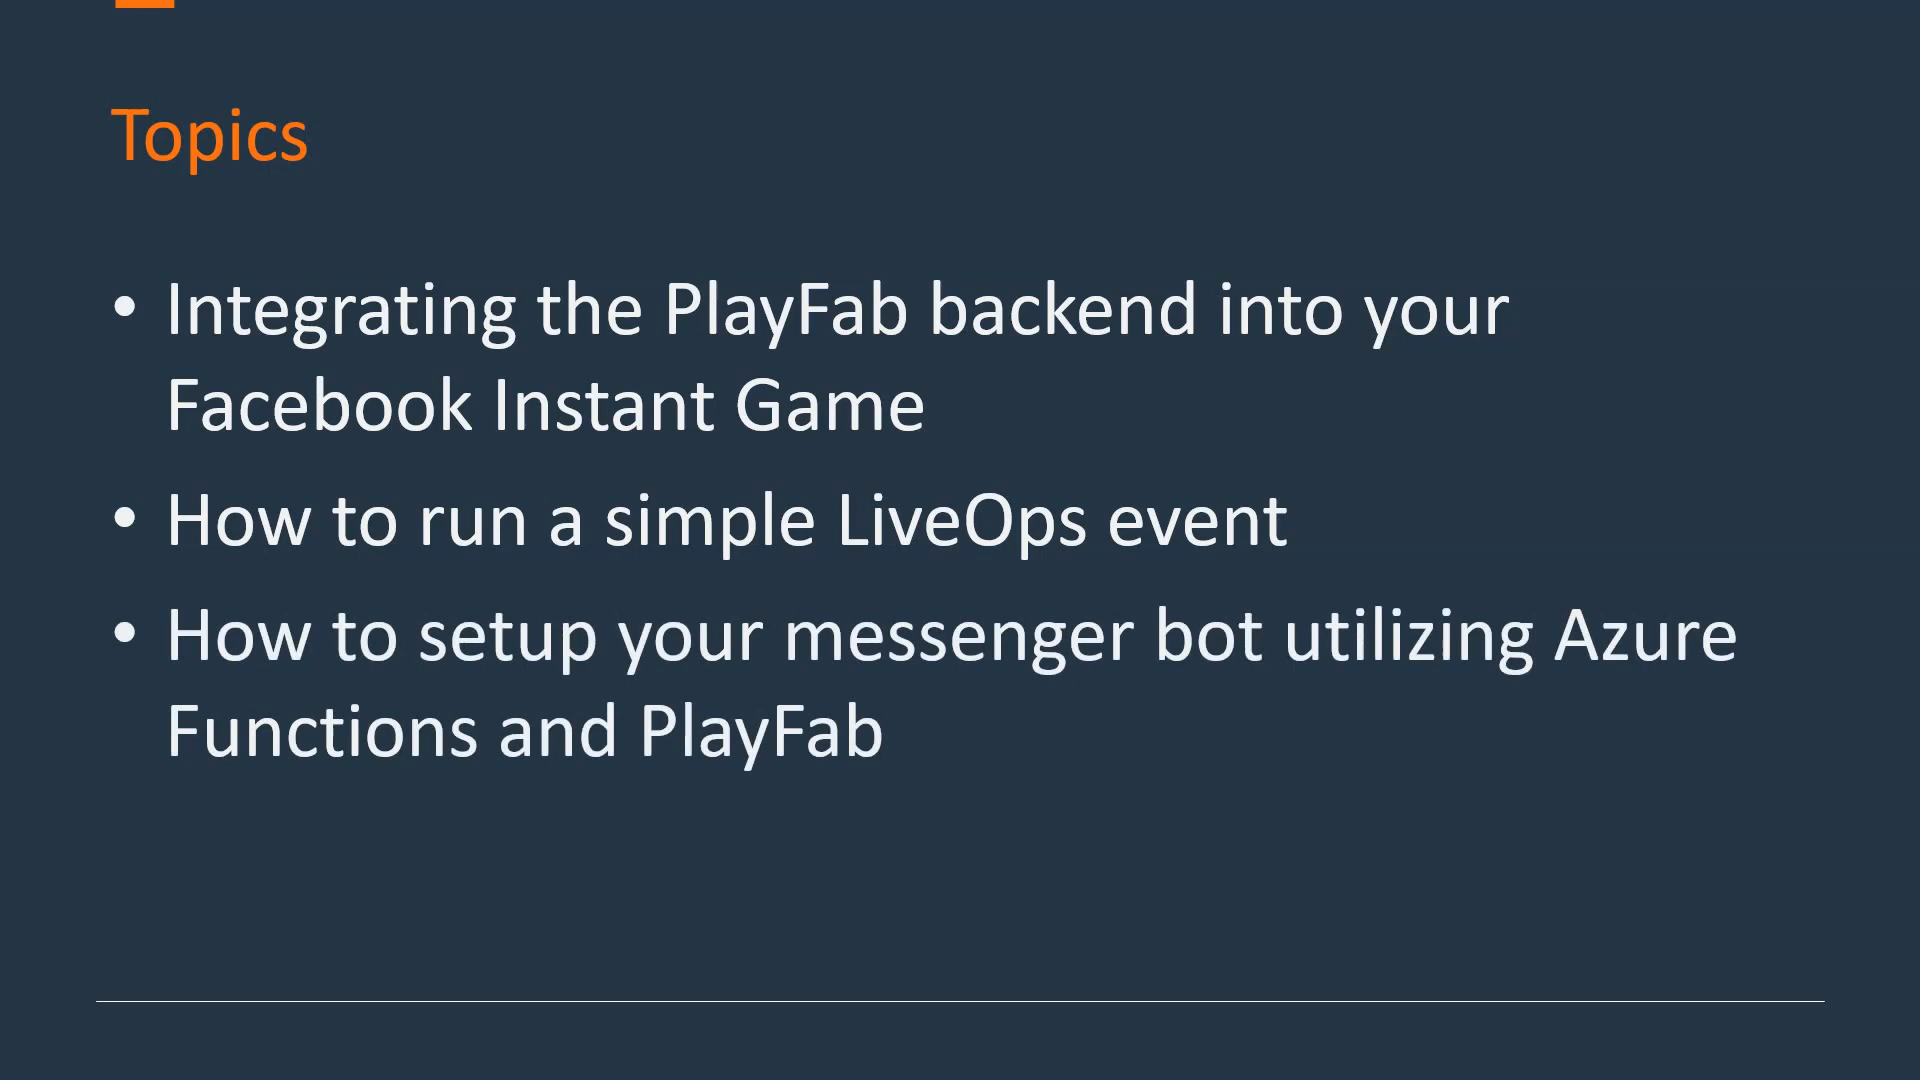 Topics
• Integrating the PlayFab backend into your
Facebook Instant Game
• How to run a simple LiveOps event
• How to setup your messenger bot utilizing Azure
Functions and PlayFab